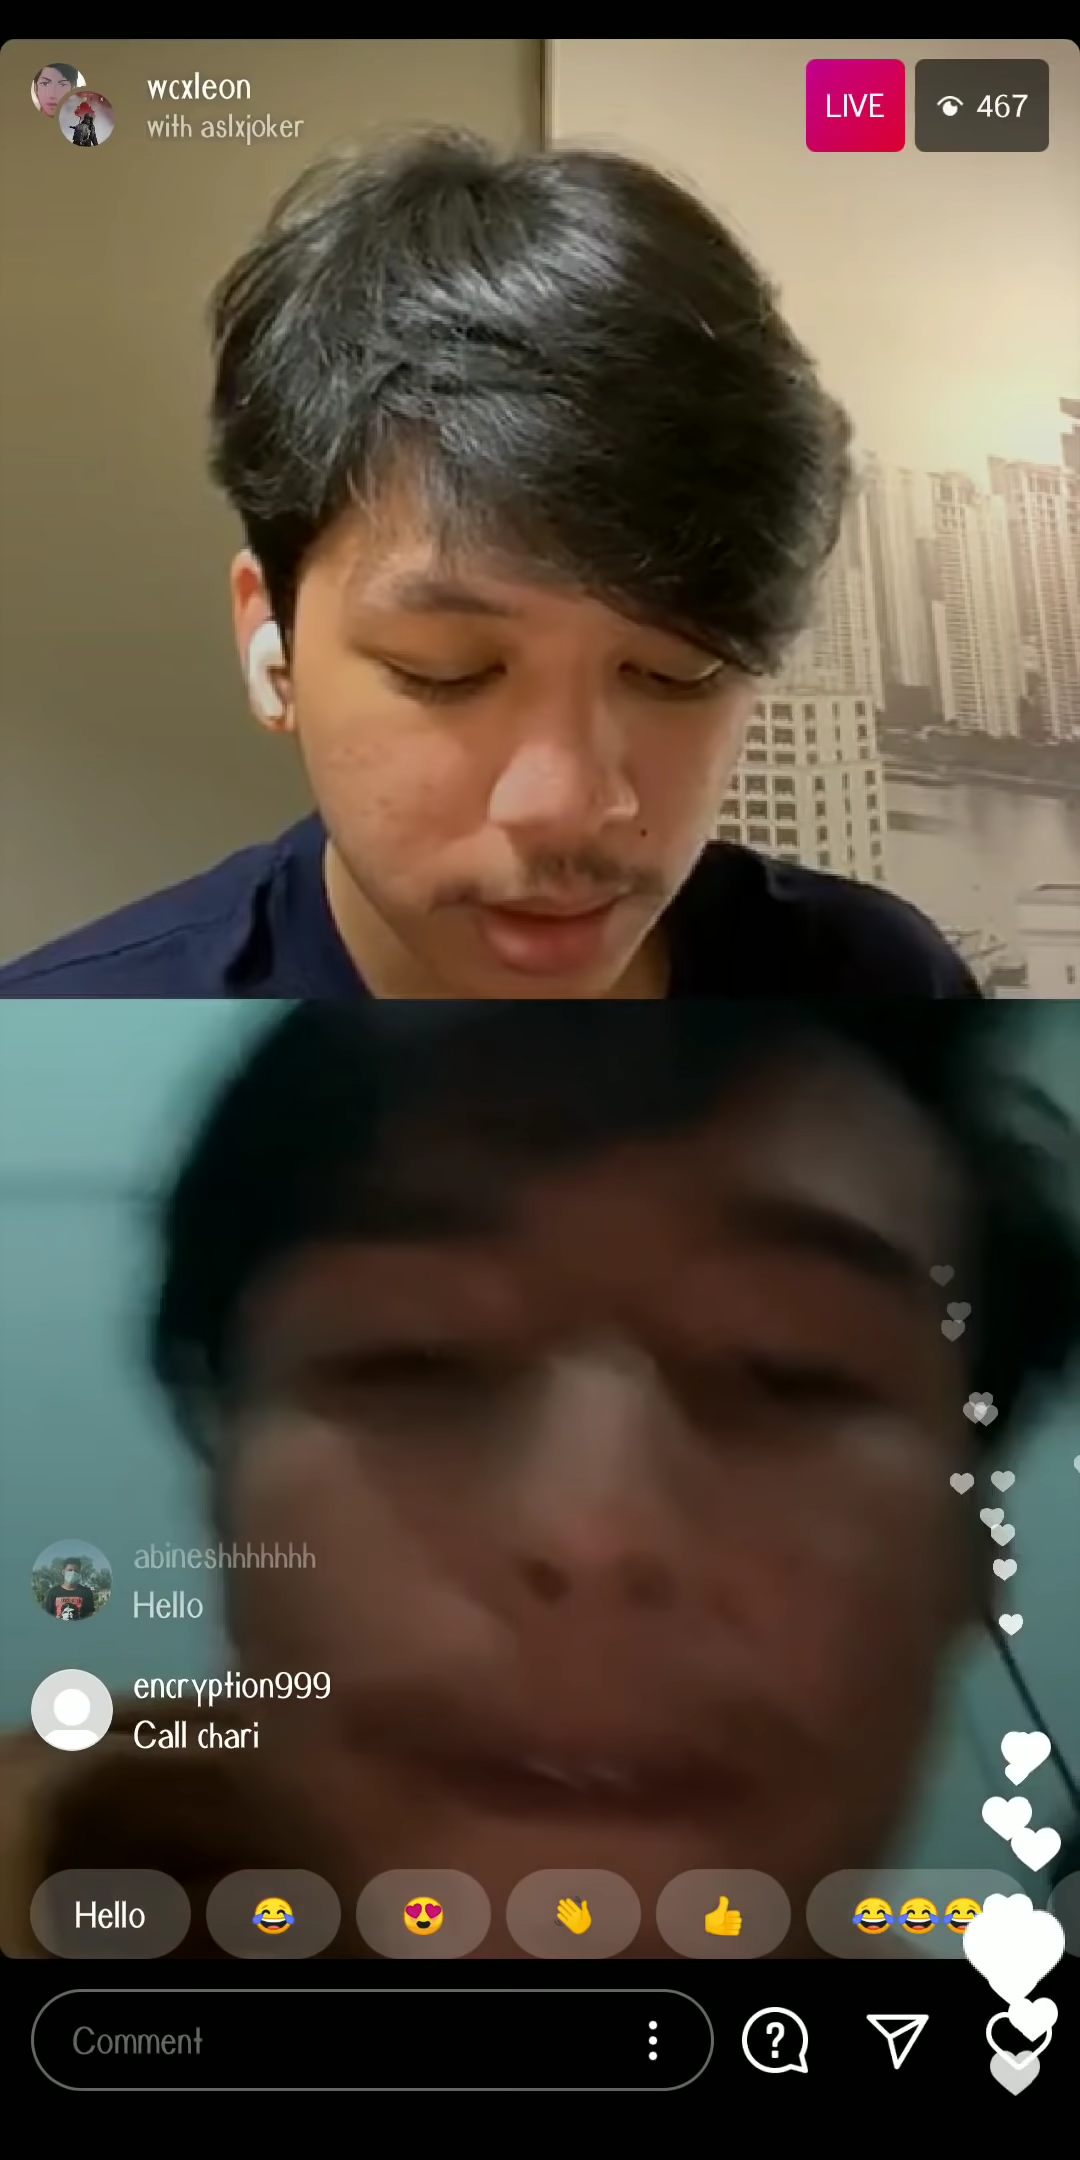 wcxleon
with aslxjoker
LIVE
467
abineshhhhhhh
Hello
encryption999
Call chari
Hello
Comment